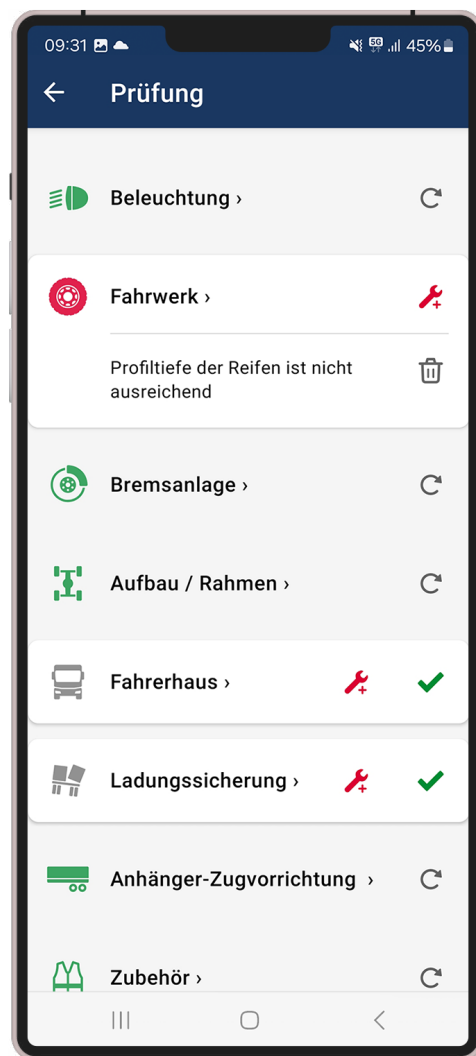 09:31 5G 45%
Prüfung
Beleuchtung ›
Fahrwerk ›
Profiltiefe der Reifen ist nicht
ausreichend
Bremsanlage ›
Aufbau / Rahmen ›
Fahrerhaus ›
Ladungssicherung ›
Anhänger-Zugvorrichtung ›
Zubehör ›